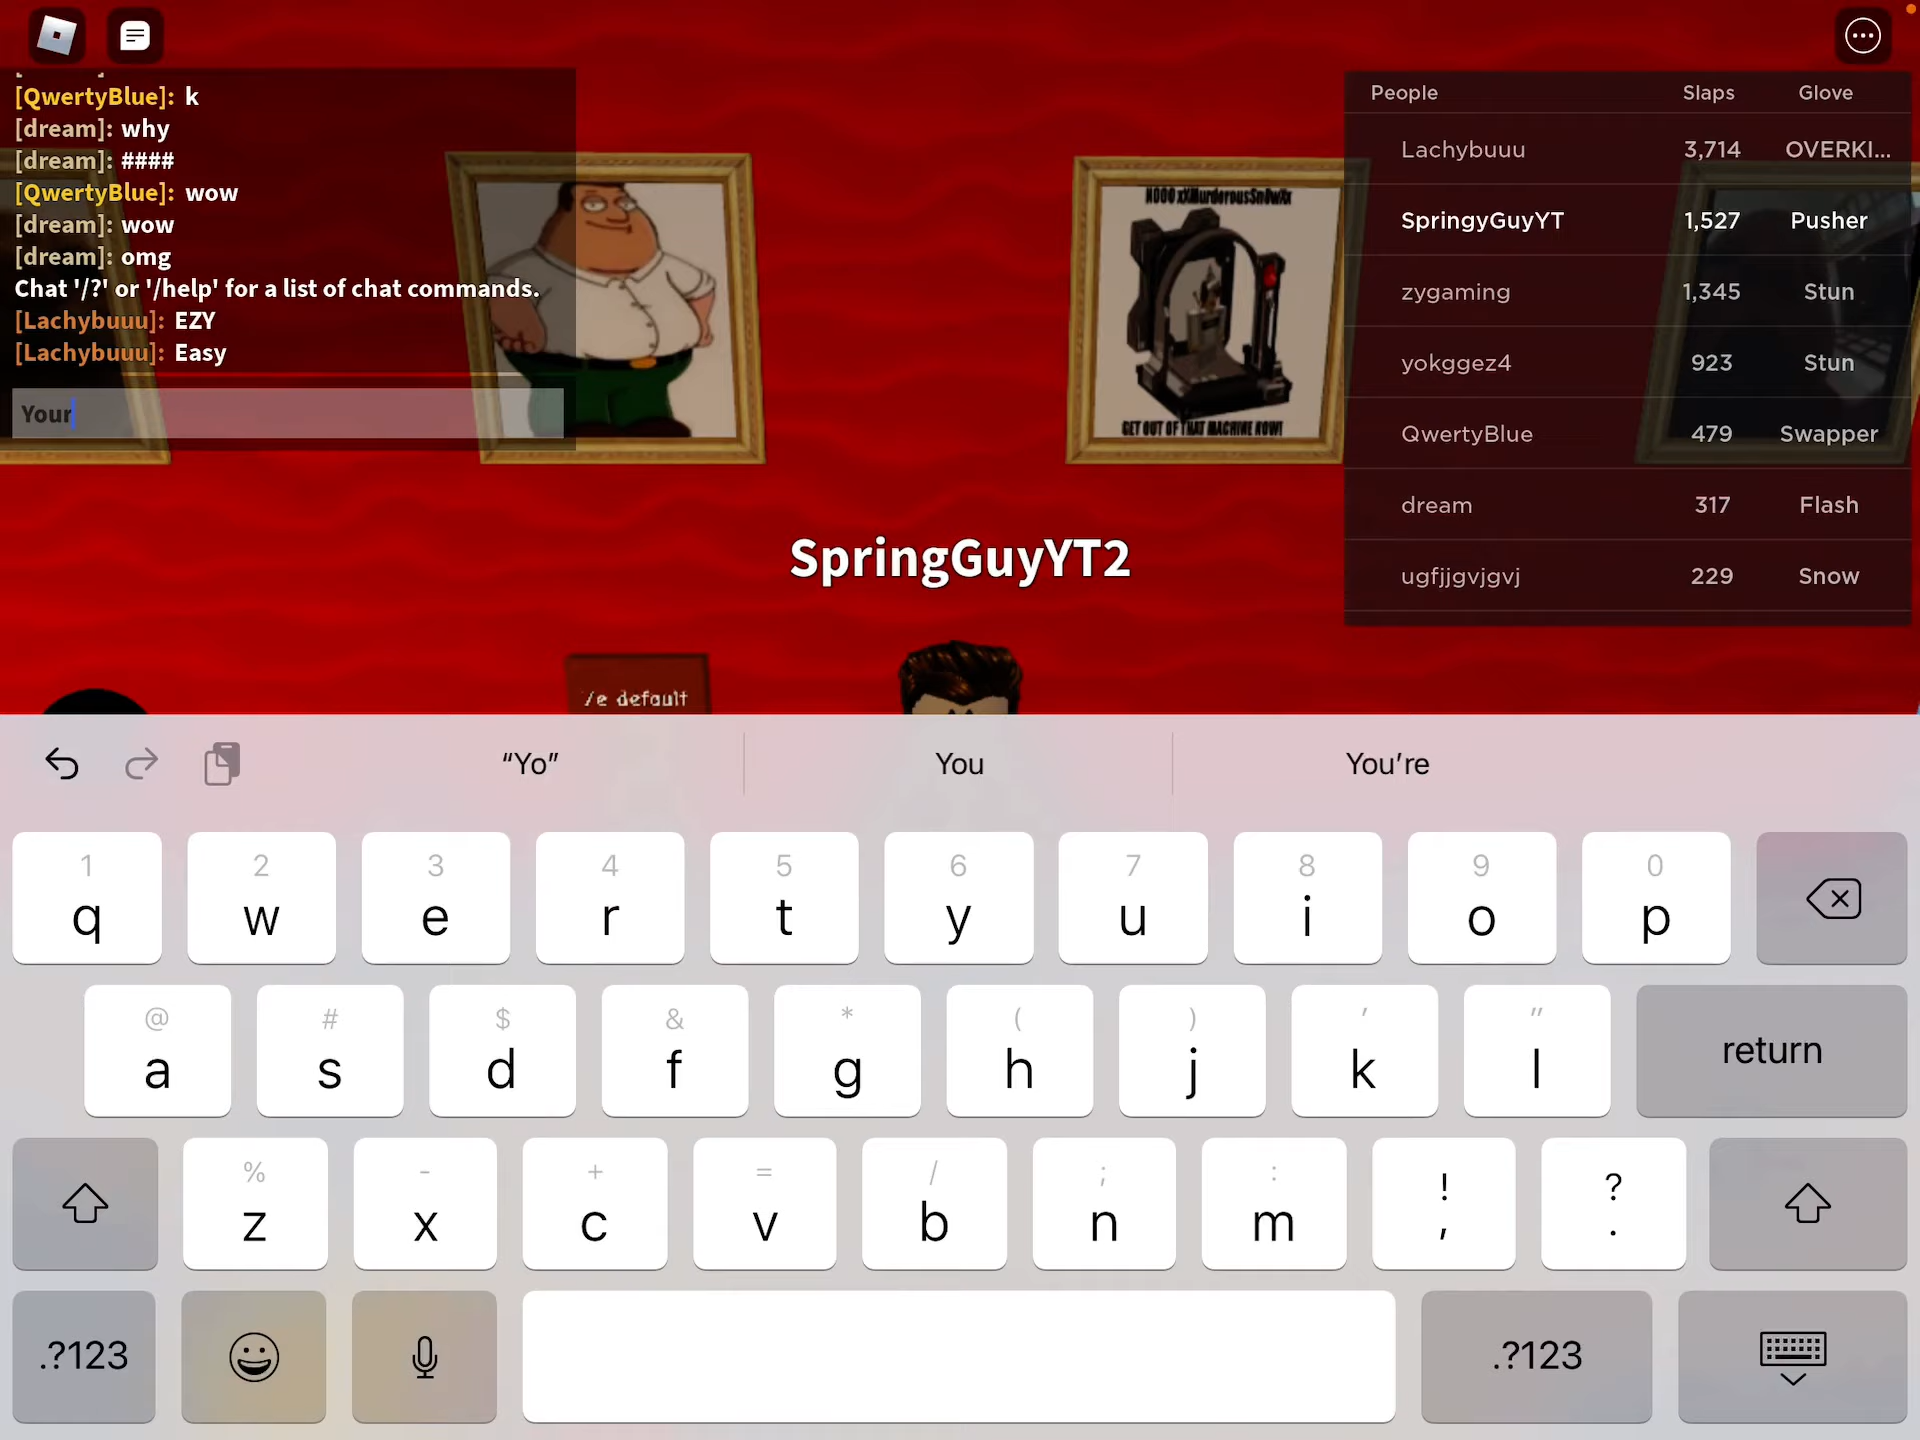 [QwertyBlue]: k
[dream]: why
[dream]: ####
[QwertyBlue]: wow
[dream]: wow
[dream]: omg
Chat '/?' or '/help' for a list of chat commands.
[Lachybuuu]: EZY
[Lachybuuu]: Easy
Your
NOOO xXMurderousSn0wXx
GET OUT OF THAT MACHINE NOW!
People Slaps Glove
Lachybuuu 3,714 OVERKI...
SpringyGuyYT 1,527 Pusher
zygaming 1,345 Stun
yokggez4 923 Stun
QwertyBlue 479 Swapper
dream 317 Flash
ugfjjgvjgvj 229 Snow
SpringGuyYT2
/e default
“Yo” You You’re
1 2 3 4 5 6 7 8 9 0
q w e r t y u i o p
@ # $ & * ( ) ' "
a s d f g h j k l return
% - + = / ; : ! ?
z x c v b n m , .
.?123 .?123